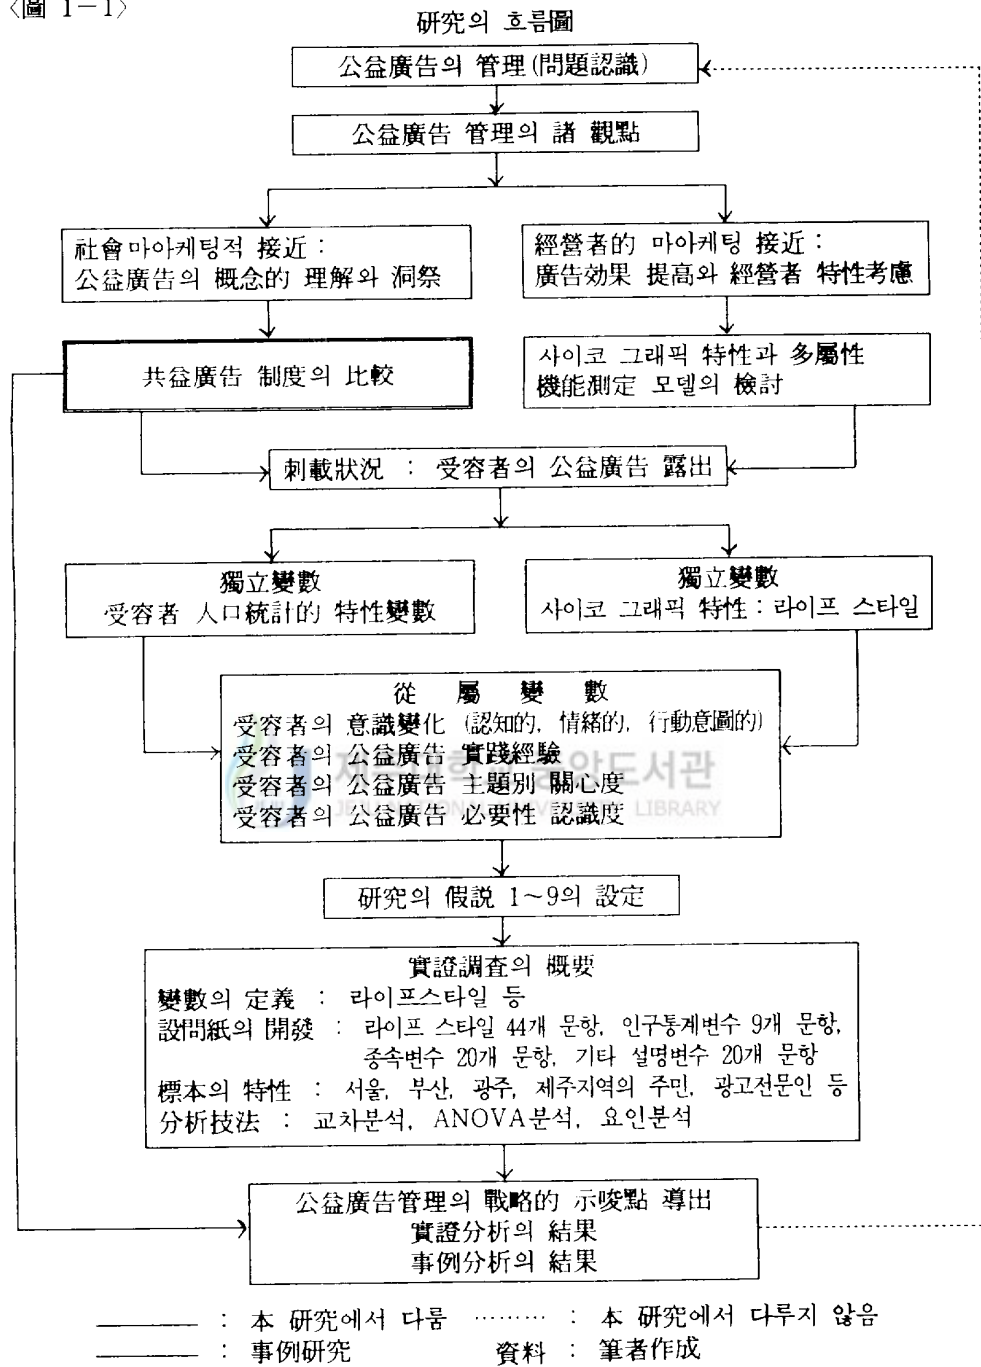 〈圖 1－1〉
研究의 흐름圖
公益廣告의 管理(問題認識)
公益廣告 管理의 諸 觀點
社會마아케팅적 接近 :
公益廣告의 概念的 理解와 洞祭
經營者的 마아케팅 接近 :
廣告効果 提高와 經營者 特性考慮
共益廣告 制度의 比較
사이코 그래픽 特性과 多屬性
機能測定 모델의 檢討
刺載狀況 : 受容者의 公益廣告 露出
獨立變數
受容者 人口統計的 特性變數
獨立變數
사이코 그래픽 特性 : 라이프 스타일
從 屬 變 數
受容者의 意識變化 (認知的, 情緖的, 行動意圖的)
受容者의 公益廣告 實踐經驗
受容者의 公益廣告 主題別 關心度
受容者의 公益廣告 必要性 認識度
제주대학교 중앙도서관
JEJU NATIONAL UNIVERSITY LIBRARY
研究의 假説 1～9의 設定
實證調査의 概要
變數의 定義 : 라이프스타일 등
設問紙의 開發 : 라이프 스타일 44개 문항, 인구통계변수 9개 문항,
종속변수 20개 문항, 기타 설명변수 20개 문항
標本의 特性 : 서울, 부산, 광주, 제주지역의 주민, 광고전문인 등
分析技法 : 교차분석, ANOVA분석, 요인분석
公益廣告管理의 戰略的 示唆點 導出
實證分析의 結果
事例分析의 結果
: 本 研究에서 다룸 ········· : 本 研究에서 다루지 않음
: 事例研究 資料 : 筆者作成